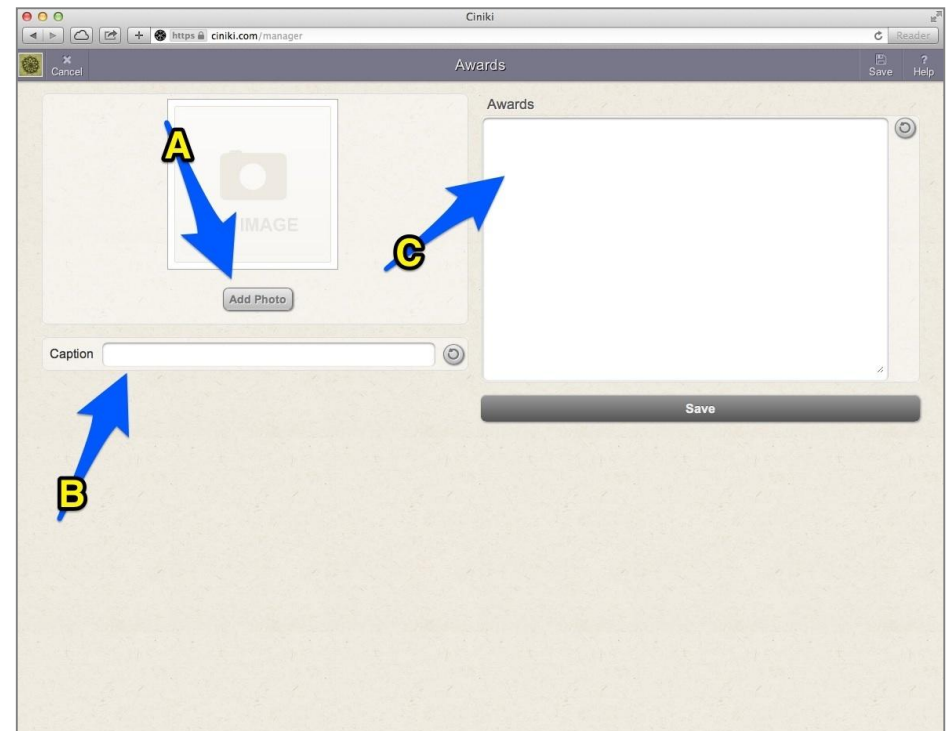 Ciniki
https ciniki.com/manager
Reader
Cancel
Awards
Save
Help
Awards
A
IMAGE
C
Add Photo
Caption
Save
B